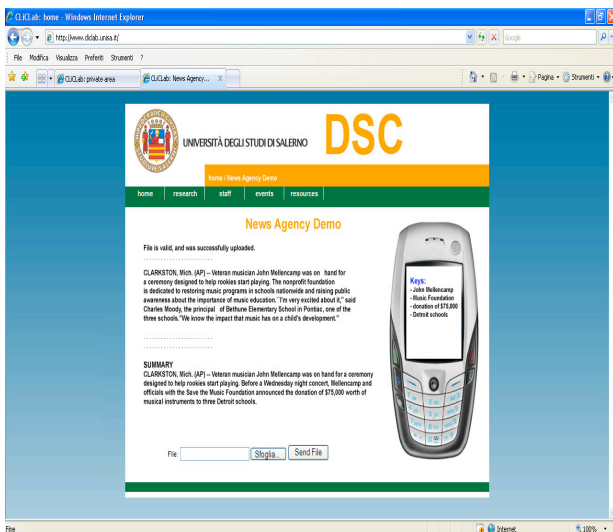 CLiCLab: home - Windows Internet Explorer
http://www.cliclab.unisa.it/
Google
File Modifica Visualizza Preferiti Strumenti ?
CLiCLab: private area
CLiCLab: News Agency...
Pagina
Strumenti
UNIVERSITÀ DEGLI STUDI DI SALERNO
DSC
home / News Agency Demo
home research staff events resources
News Agency Demo
File is valid, and was successfully uploaded.
CLARKSTON, Mich. (AP) – Veteran musician John Mellencamp was on hand for
a ceremony designed to help rookies start playing. The nonprofit foundation
is dedicated to restoring music programs in schools nationwide and raising public
awareness about the importance of music education.``I'm very excited about it,'' said
Charles Moody, the principal of Bethune Elementary School in Pontiac, one of the
three schools."We know the impact that music has on a child's development."
SUMMARY
CLARKSTON, Mich. (AP) – Veteran musician John Mellencamp was on hand for a ceremony
designed to help rookies start playing. Before a Wednesday night concert, Mellencamp and
officials with the Save the Music Foundation announced the donation of $75,000 worth of
musical instruments to three Detroit schools.
Keys:
- John Mellencamp
- Music Foundation
- donation of $75,000
- Detroit schools
File:
Sfoglia...
Send File
Fine
Internet
100%